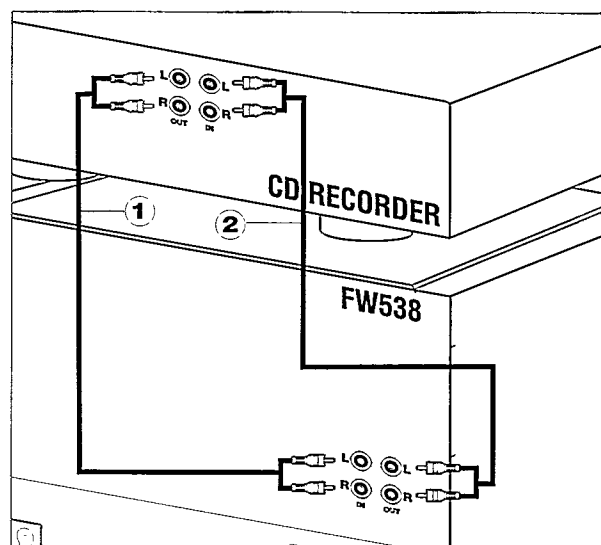 L L
R R
OUT IN
CD RECORDER
1 2
FW538
L L
R R
IN OUT